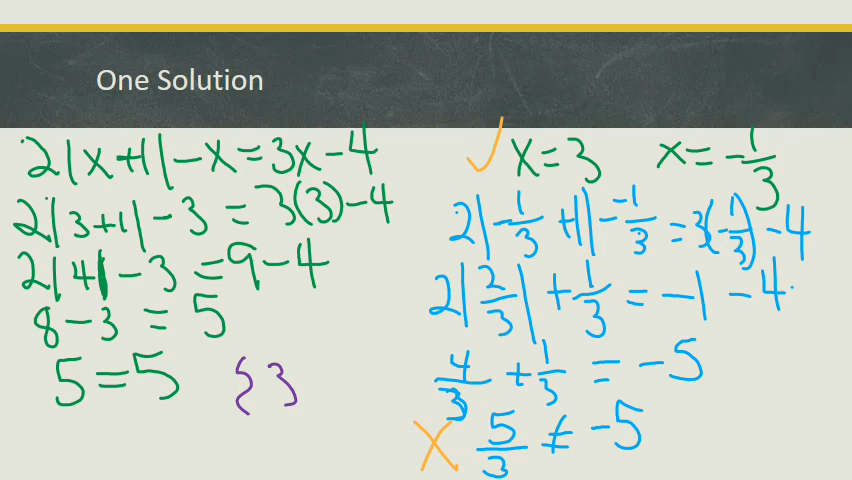 One Solution
2|x+1|-x=3x-4
2|3+1|-3=3(3)-4
2|4|-3=9-4
8-3=5
5=5
{3
✓ x=3 x=-1/3
2|-1/3+1|--1/3=3(-1/3)-4
2|2/3|+1/3=-1-4
4/3+1/3=-5
X 5/3≠-5